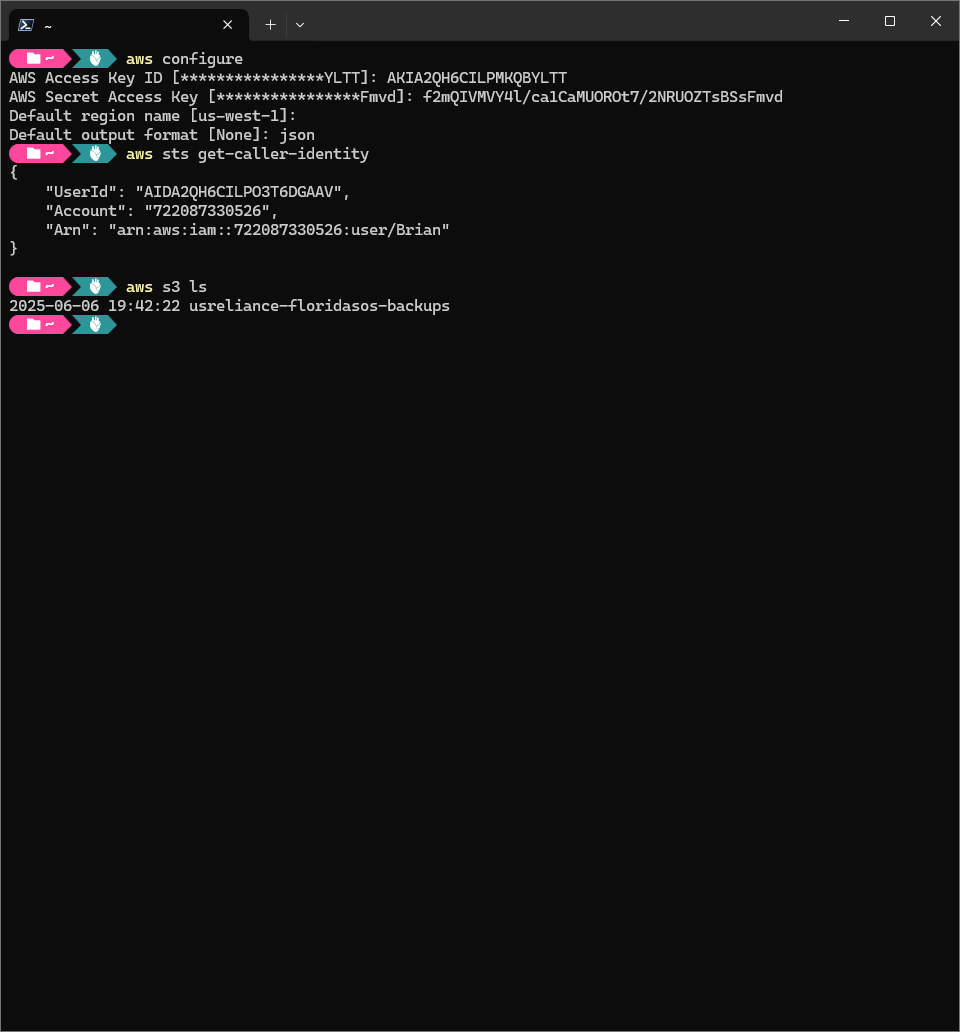 ~
~ aws configure
AWS Access Key ID [****************YLTT]: AKIA2QH6CILPMKQBYLTT
AWS Secret Access Key [****************Fmvd]: 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
Default region name [us-west-1]:
Default output format [None]: json
~ aws sts get-caller-identity
{
    "UserId": "AIDA2QH6CILPO3T6DGAAV",
    "Account": "722087330526",
    "Arn": "arn:aws:iam::722087330526:user/Brian"
}
~ aws s3 ls
2025-06-06 19:42:22 usreliance-floridasos-backups
~